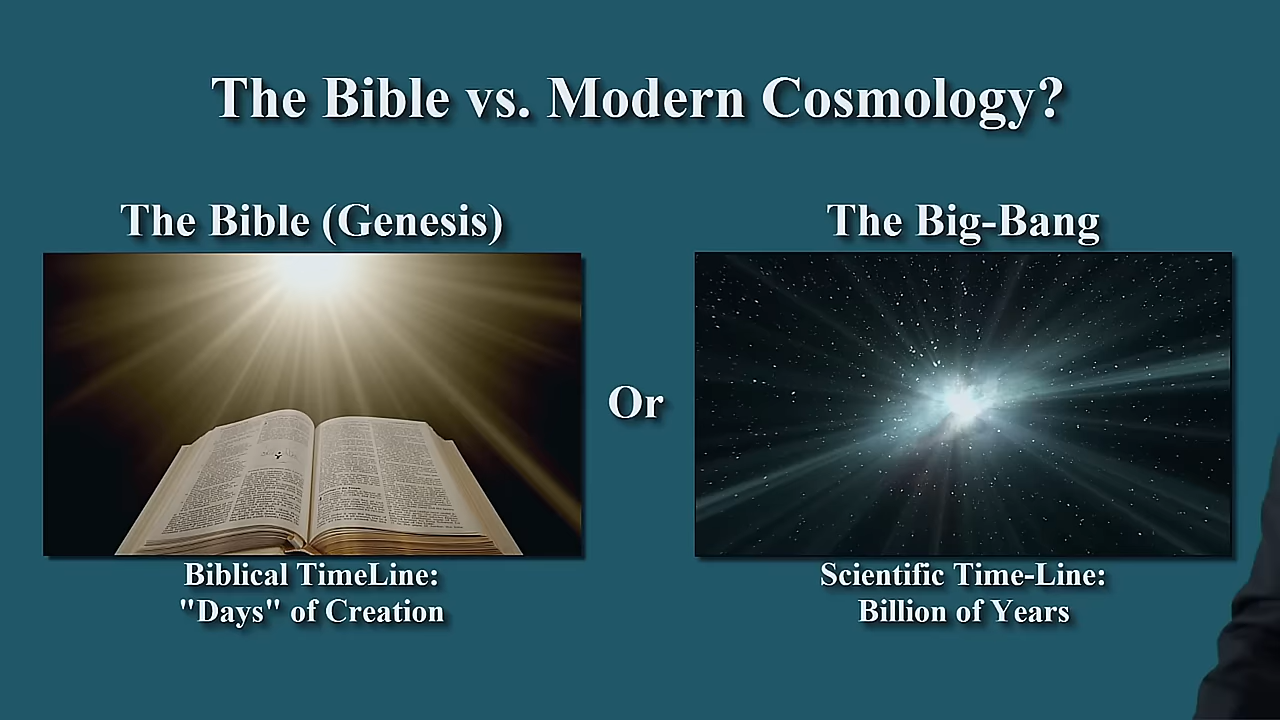 The Bible vs. Modern Cosmology?
The Bible (Genesis)
The Big-Bang
Or
Biblical TimeLine:
"Days" of Creation
Scientific Time-Line:
Billion of Years